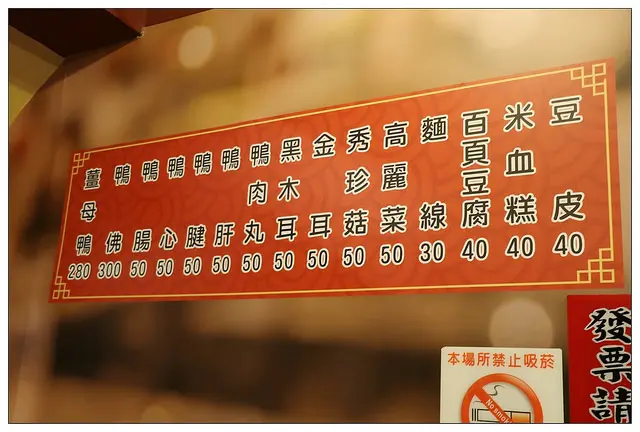 薑母鴨 280
鴨佛 300
鴨腸 50
鴨心 50
鴨腱 50
鴨肝 50
鴨肉丸 50
黑木耳 50
金耳 50
秀珍菇 50
高麗菜 50
麵線 30
百頁豆腐 40
米血糕 40
豆皮 40
本場所禁止吸菸
No smok
發票請